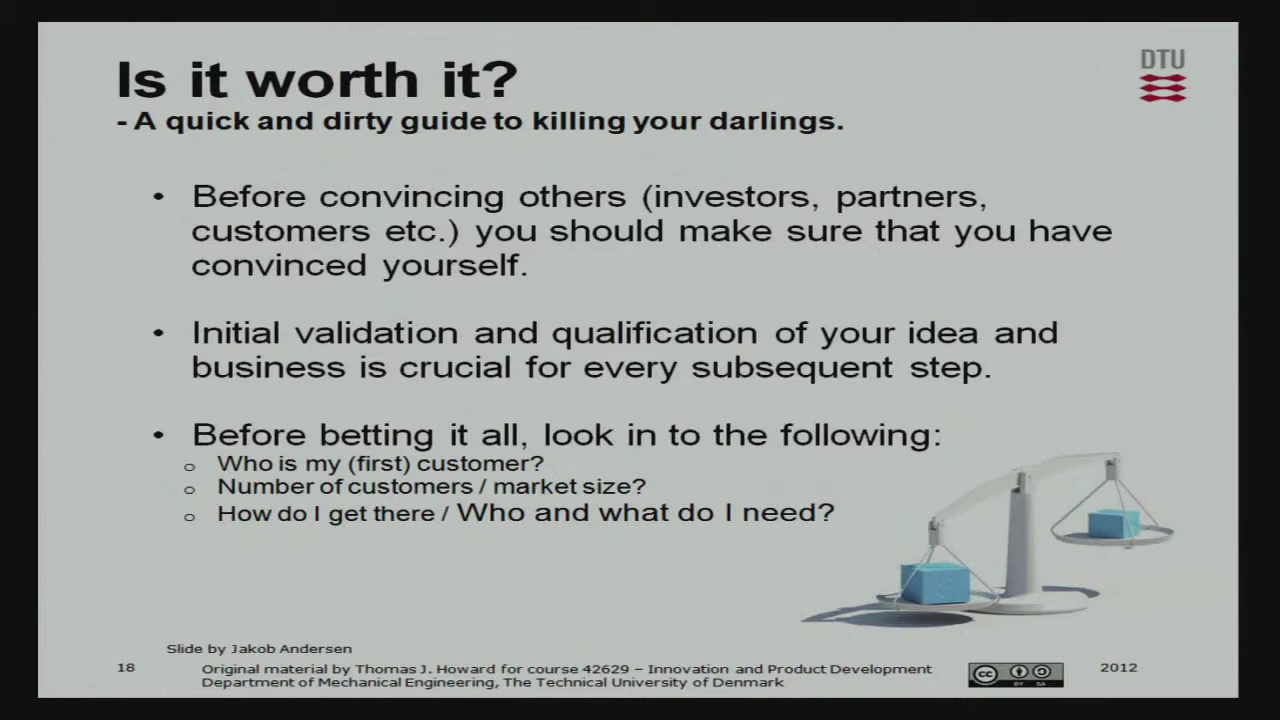 Is it worth it?
DTU
- A quick and dirty guide to killing your darlings.
• Before convincing others (investors, partners,
customers etc.) you should make sure that you have
convinced yourself.
• Initial validation and qualification of your idea and
business is crucial for every subsequent step.
• Before betting it all, look in to the following:
o Who is my (first) customer?
o Number of customers / market size?
o How do I get there / Who and what do I need?
Slide by Jakob Andersen
18
Original material by Thomas J. Howard for course 42629 – Innovation and Product Development
Department of Mechanical Engineering, The Technical University of Denmark
cc
BY SA
2012